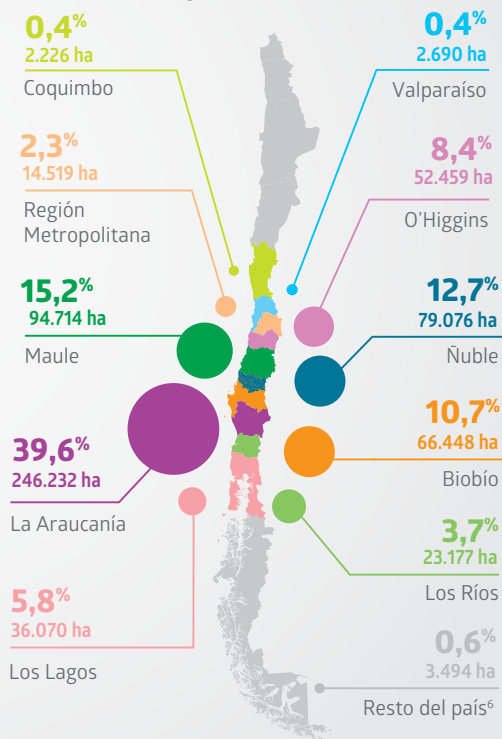 0,4%
2.226 ha
Coquimbo
0,4%
2.690 ha
Valparaíso
2,3%
14.519 ha
Región
Metropolitana
8,4%
52.459 ha
O'Higgins
15,2%
94.714 ha
Maule
12,7%
79.076 ha
Ñuble
39,6%
246.232 ha
La Araucanía
10,7%
66.448 ha
Biobío
5,8%
36.070 ha
Los Lagos
3,7%
23.177 ha
Los Ríos
0,6%
3.494 ha
Resto del país⁶